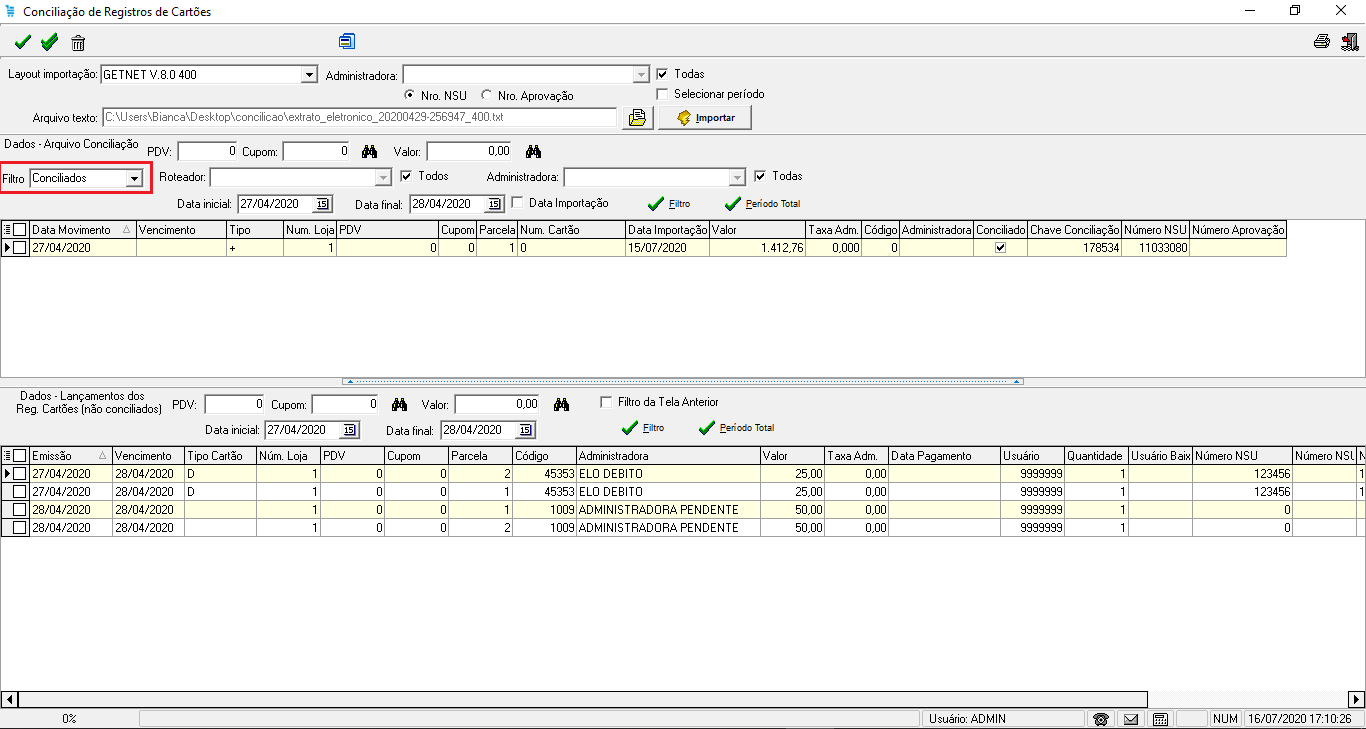 Conciliação de Registros de Cartões
Layout importação: GETNET V.8.0 400 Administradora: Todas
Nro. NSU Nro. Aprovação Selecionar período
Arquivo texto: C:\Users\Bianca\Desktop\concilicao\extrato_eletronico_20200429-256947_400.txt Importar
Dados - Arquivo Conciliação PDV: 0 Cupom: 0 Valor: 0,00
Filtro Conciliados Roteador: Todos Administradora: Todas
Data inicial: 27/04/2020 15 Data final: 28/04/2020 15 Data Importação Filtro Período Total
Data Movimento Vencimento Tipo Num. Loja PDV Cupom Parcela Num. Cartão Data Importação Valor Taxa Adm. Código Administradora Conciliado Chave Conciliação Número NSU Número Aprovação
27/04/2020 + 1 0 0 1 0 15/07/2020 1.412,76 0,000 0 178534 11033080
Dados - Lançamentos dos
Reg. Cartões (não conciliados) PDV: 0 Cupom: 0 Valor: 0,00 Filtro da Tela Anterior
Data inicial: 27/04/2020 15 Data final: 28/04/2020 15 Filtro Período Total
Emissão Vencimento Tipo Cartão Núm. Loja PDV Cupom Parcela Código Administradora Valor Taxa Adm. Data Pagamento Usuário Quantidade Usuário Baix Número NSU Número NSU N
27/04/2020 28/04/2020 D 1 0 0 2 45353 ELO DEBITO 25,00 0,00 9999999 1 123456 1
27/04/2020 28/04/2020 D 1 0 0 1 45353 ELO DEBITO 25,00 0,00 9999999 1 123456 1
28/04/2020 28/04/2020 1 0 0 1 1009 ADMINISTRADORA PENDENTE 50,00 0,00 9999999 1 0
28/04/2020 28/04/2020 1 0 0 2 1009 ADMINISTRADORA PENDENTE 50,00 0,00 9999999 1 0
0% Usuário: ADMIN NUM 16/07/2020 17:10:26